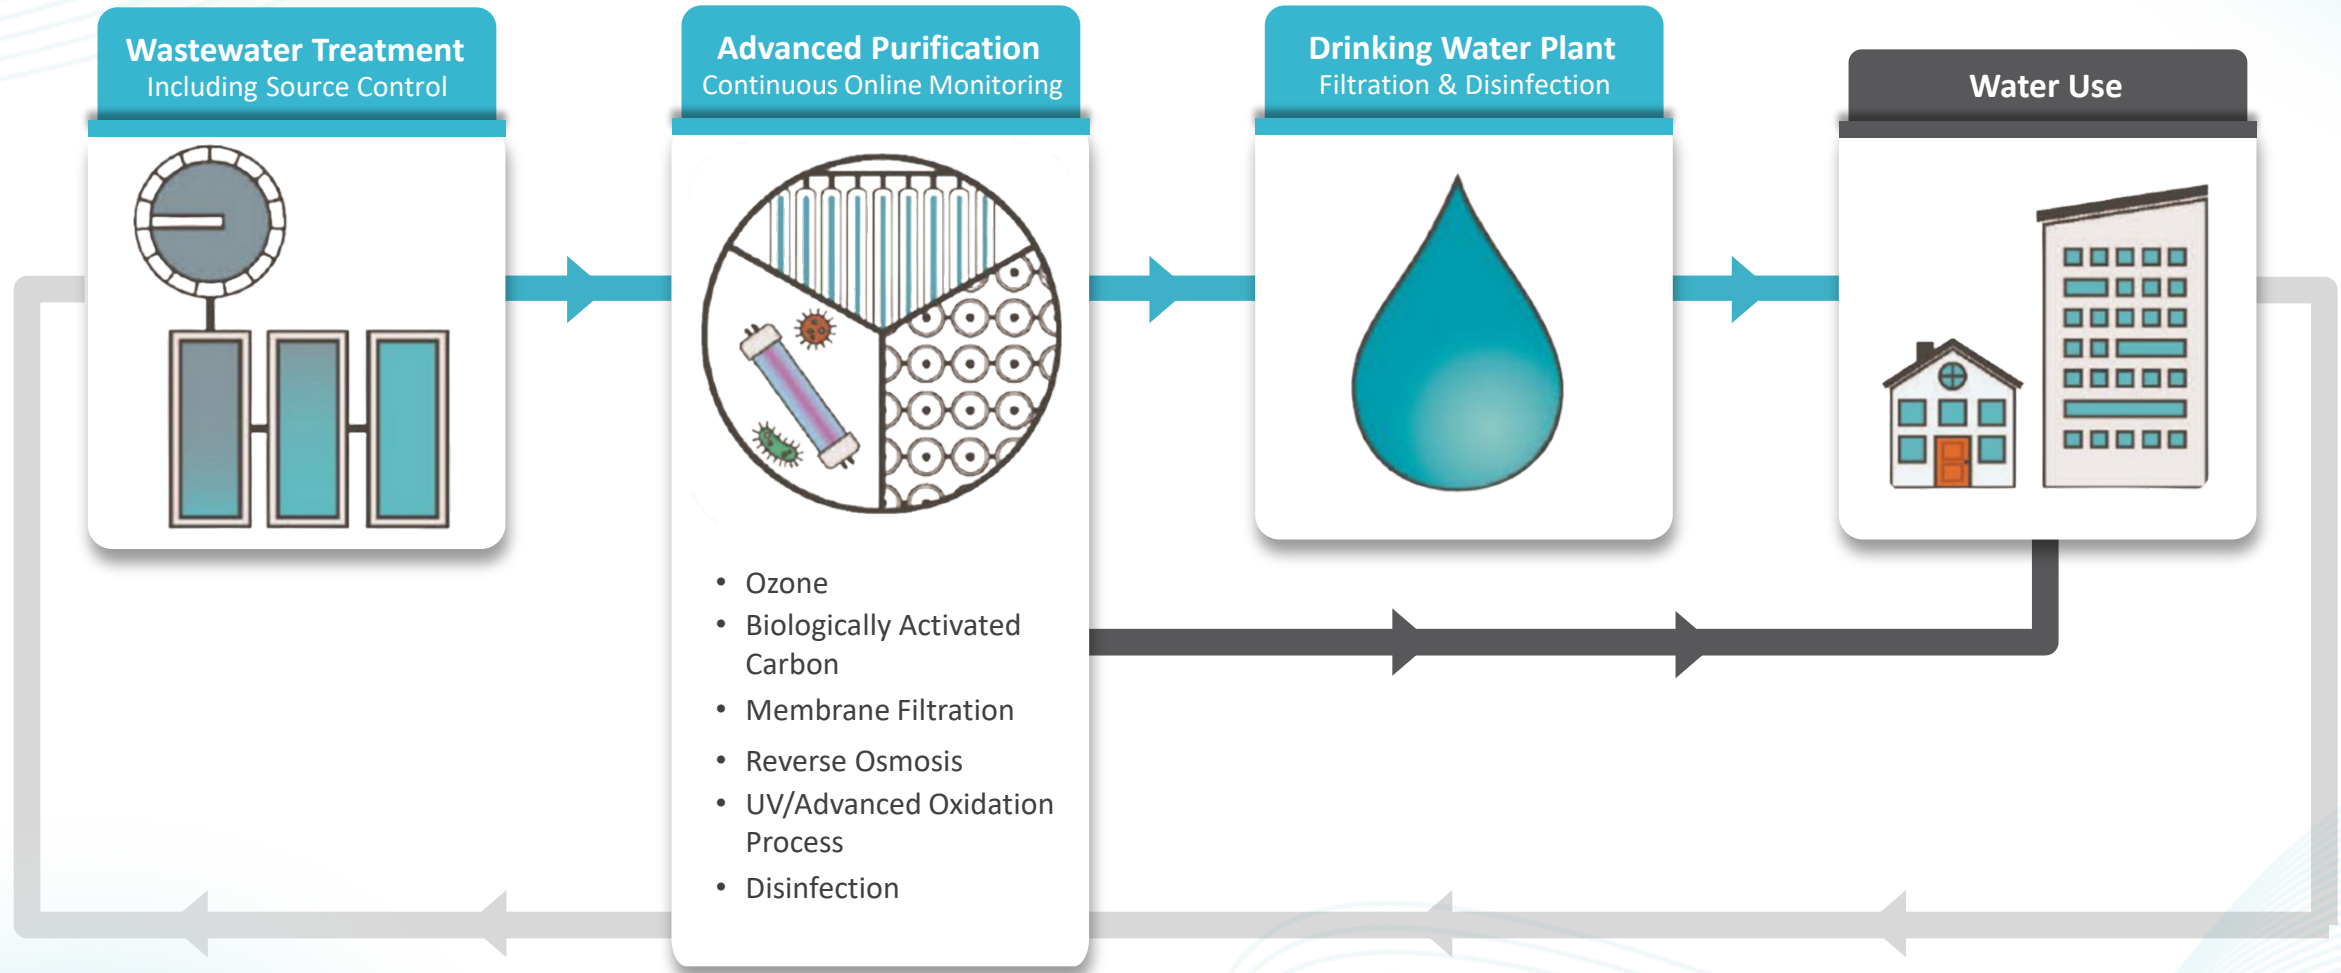 Wastewater Treatment
Including Source Control
Advanced Purification
Continuous Online Monitoring
Drinking Water Plant
Filtration & Disinfection
Water Use
• Ozone
• Biologically Activated
Carbon
• Membrane Filtration
• Reverse Osmosis
• UV/Advanced Oxidation
Process
• Disinfection